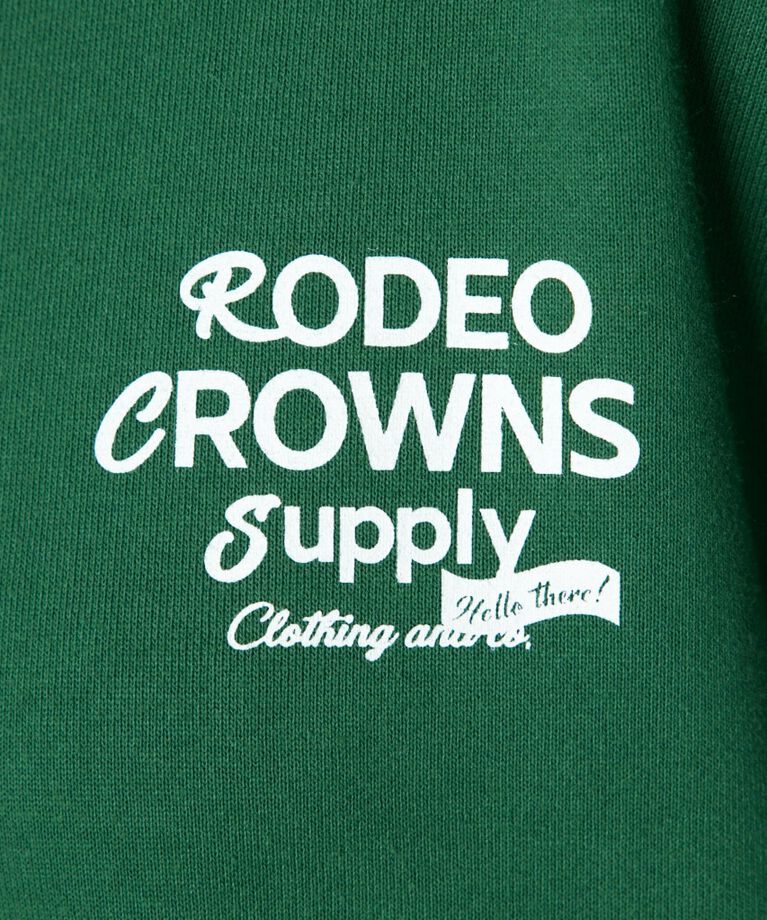 RODEO
CROWNS
Supply
Hello there!
Clothing and co.